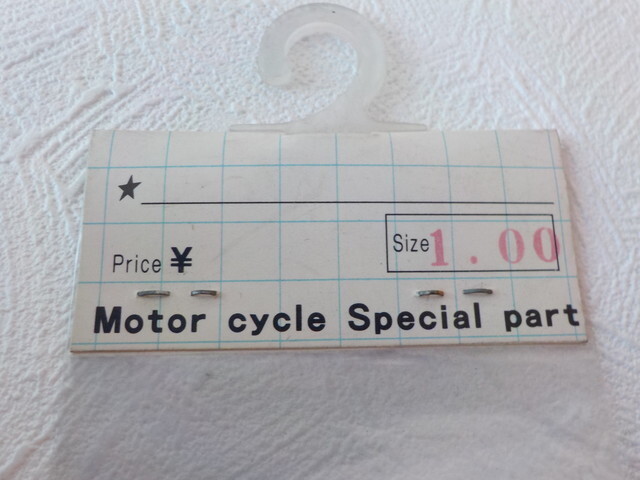 ★
Size 1.00
Price ¥
Motor cycle Special part